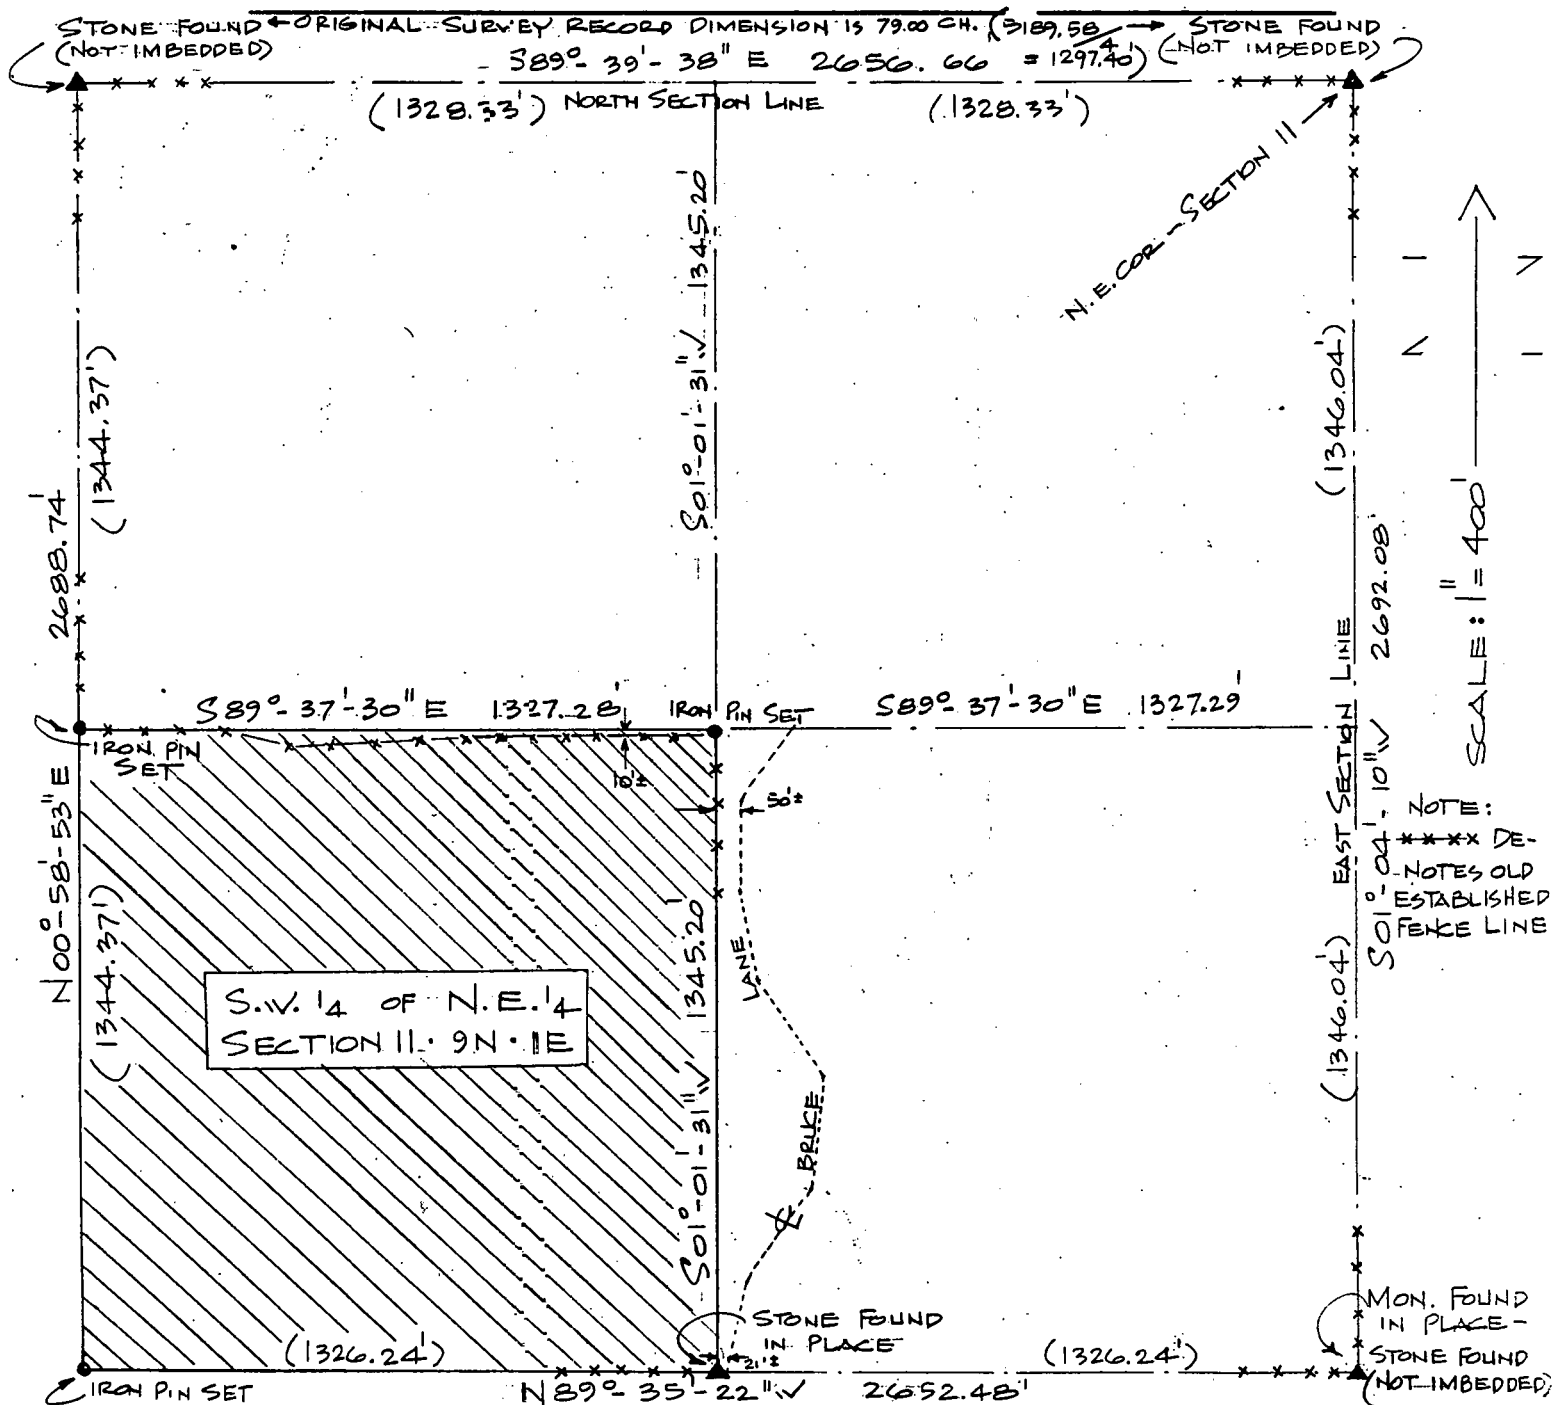 STONE FOUND ← ORIGINAL SURVEY RECORD DIMENSION IS 79.00 CH. (5189.58/4 = 1297.40') → STONE FOUND
(NOT IMBEDDED)
(NOT IMBEDDED)
S89°-39'-38" E 2656.66
(1328.33') NORTH SECTION LINE (1328.33')
N.E. COR - SECTION 11
S01°-01'-31" W 1345.20'
(1344.37')
2688.74'
(1346.04')
2692.08'
SCALE: 1" = 400'
S89°-37'-30" E 1327.28'
IRON PIN SET
S89°-37'-30" E 1327.29'
IRON PIN
SET
10'±
50'±
N00°-58'-53" E
(1344.37')
S.W. 1/4 OF N.E. 1/4
SECTION 11 · 9N · 1E
S01°-01'-31" W 1345.20'
LANE
BRUCE
℄
EAST SECTION LINE
S01°-04'-10" W
(1346.04')
NOTE:
xxxx DE-
NOTES OLD
ESTABLISHED
FENCE LINE
STONE FOUND
IN PLACE
21'±
MON. FOUND
IN PLACE-
STONE FOUND
(NOT IMBEDDED)
(1326.24')
(1326.24')
IRON PIN SET
N89°-35'-22" W 2652.48'